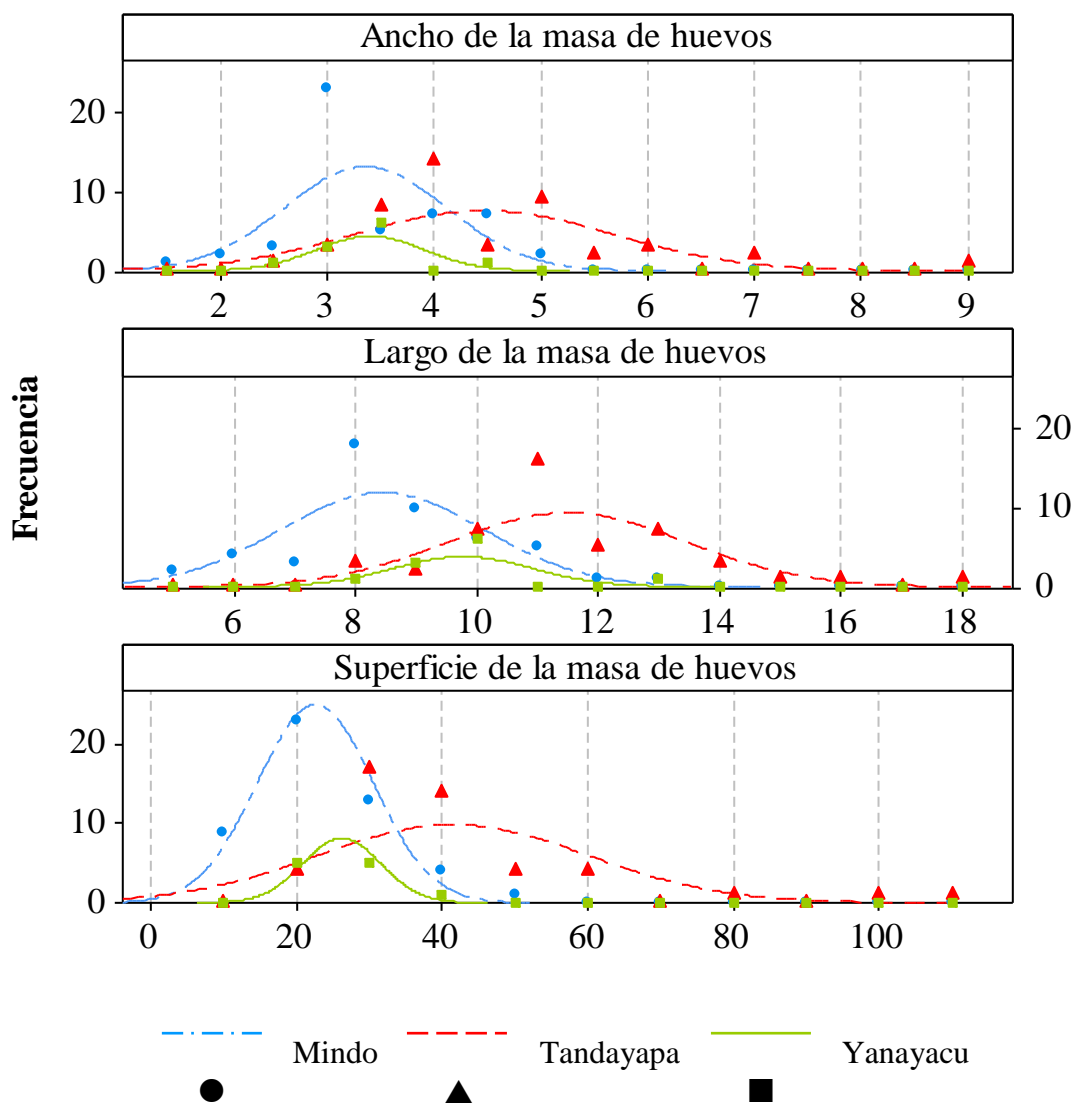 Ancho de la masa de huevos
20
10
0
2 3 4 5 6 7 8 9
Largo de la masa de huevos
Frecuencia
20
10
0
6 8 10 12 14 16 18
Superficie de la masa de huevos
20
10
0
0 20 40 60 80 100
Mindo Tandayapa Yanayacu